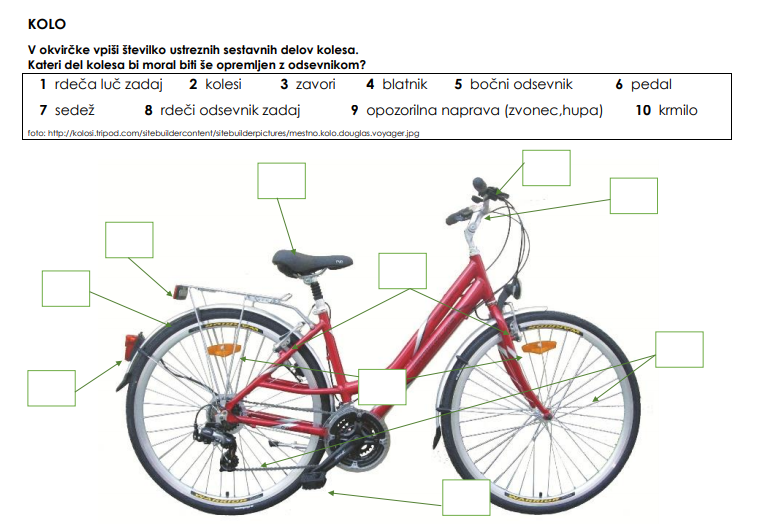 KOLO
V okvirčke vpiši številko ustreznih sestavnih delov kolesa.
Kateri del kolesa bi moral biti še opremljen z odsevnikom?
1 rdeča luč zadaj 2 kolesi 3 zavori 4 blatnik 5 bočni odsevnik 6 pedal
7 sedež 8 rdeči odsevnik zadaj 9 opozorilna naprava (zvonec,hupa) 10 krmilo
foto: http://kolosi.tripod.com/sitebuildercontent/sitebuilderpictures/mestno.kolo.douglas.voyager.jpg